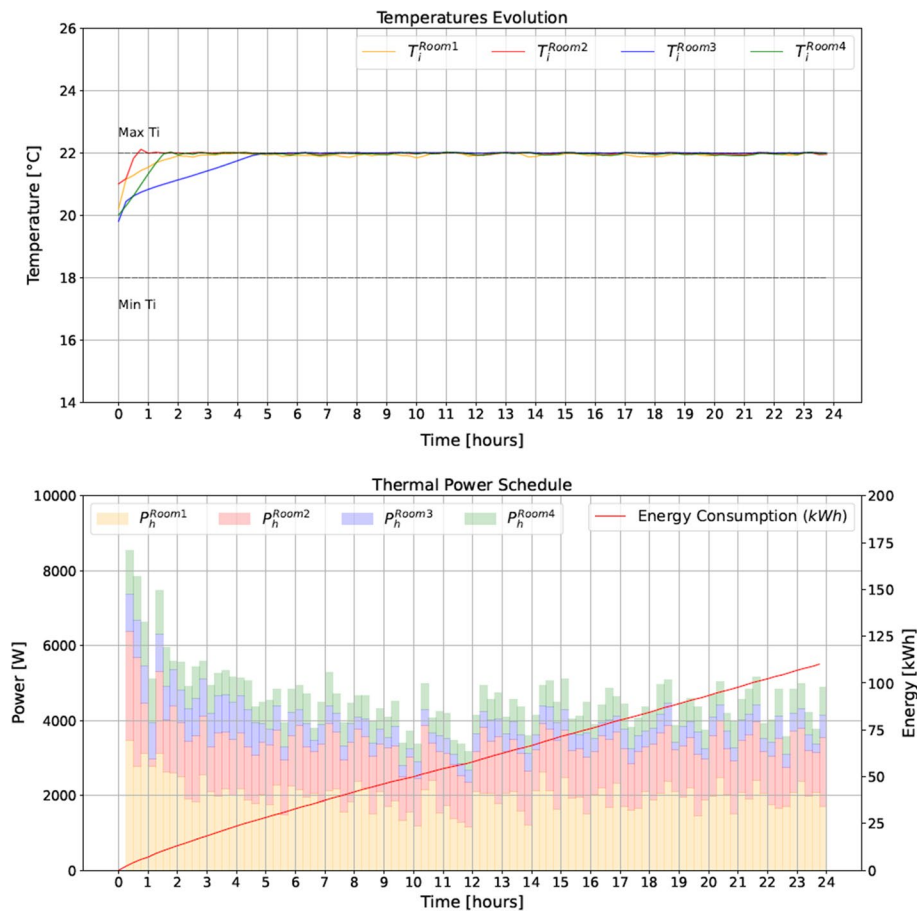 Temperatures Evolution
26
24
22
20
18
16
14
Temperature [°C]
T_i^{Room1} T_i^{Room2} T_i^{Room3} T_i^{Room4}
Max Ti
Min Ti
0 1 2 3 4 5 6 7 8 9 10 11 12 13 14 15 16 17 18 19 20 21 22 23 24
Time [hours]
Thermal Power Schedule
10000
8000
6000
4000
2000
0
Power [W]
P_h^{Room1} P_h^{Room2} P_h^{Room3} P_h^{Room4}
Energy Consumption (kWh)
200
175
150
125
100
75
50
25
0
Energy [kWh]
0 1 2 3 4 5 6 7 8 9 10 11 12 13 14 15 16 17 18 19 20 21 22 23 24
Time [hours]